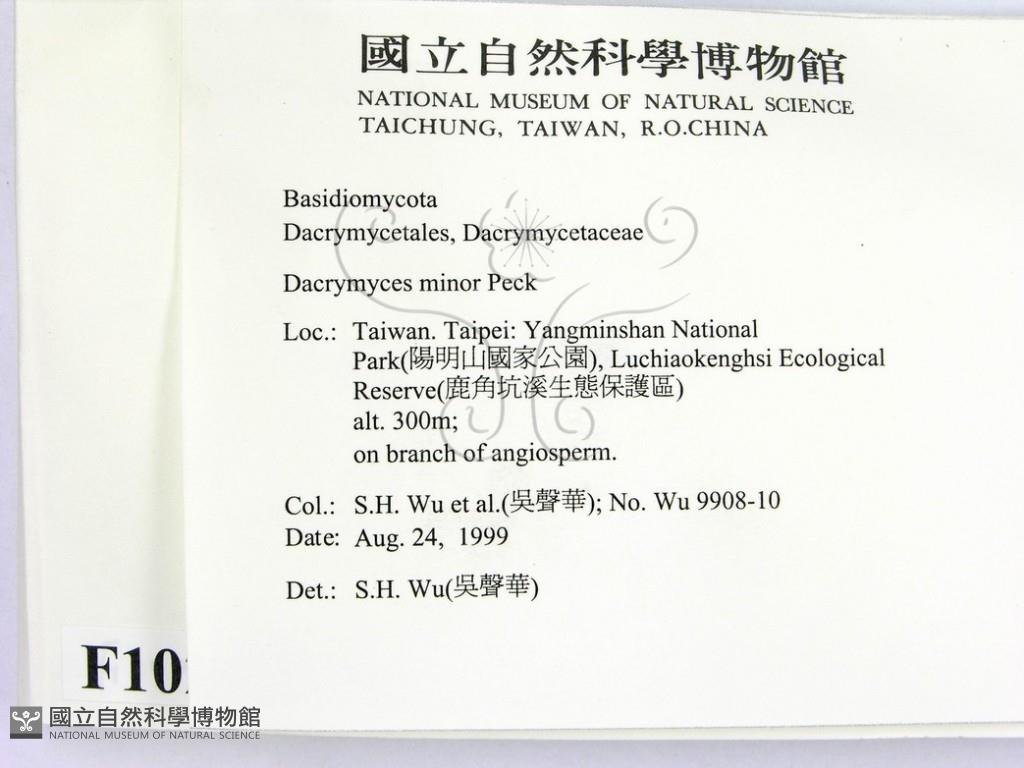 國立自然科學博物館
NATIONAL MUSEUM OF NATURAL SCIENCE
TAICHUNG, TAIWAN, R.O.CHINA
Basidiomycota
Dacrymycetales, Dacrymycetaceae
Dacrymyces minor Peck
Loc.: Taiwan. Taipei: Yangminshan National
Park(陽明山國家公園), Luchiaokenghsi Ecological
Reserve(鹿角坑溪生態保護區)
alt. 300m;
on branch of angiosperm.
Col.: S.H. Wu et al.(吳聲華); No. Wu 9908-10
Date: Aug. 24, 1999
Det.: S.H. Wu(吳聲華)
F10
國立自然科學博物館
NATIONAL MUSEUM OF NATURAL SCIENCE